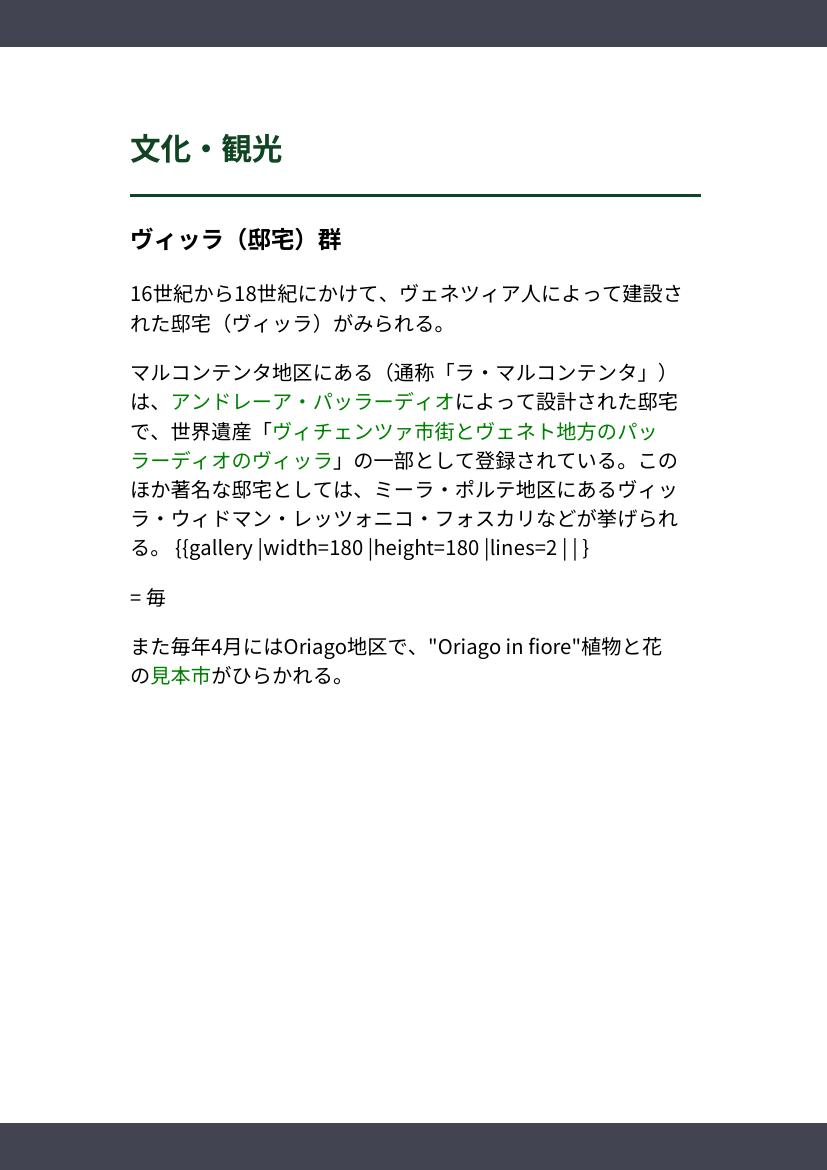 文化・観光
ヴィッラ（邸宅）群
16世紀から18世紀にかけて、ヴェネツィア人によって建設さ
れた邸宅（ヴィッラ）がみられる。
マルコンテンタ地区にある（通称「ラ・マルコンテンタ」）
は、アンドレーア・パッラーディオによって設計された邸宅
で、世界遺産「ヴィチェンツァ市街とヴェネト地方のパッ
ラーディオのヴィッラ」の一部として登録されている。この
ほか著名な邸宅としては、ミーラ・ポルテ地区にあるヴィッ
ラ・ウィドマン・レッツォニコ・フォスカリなどが挙げられ
る。 {{gallery |width=180 |height=180 |lines=2 | | }
= 毎
また毎年4月にはOriago地区で、"Oriago in fiore"植物と花
の見本市がひらかれる。